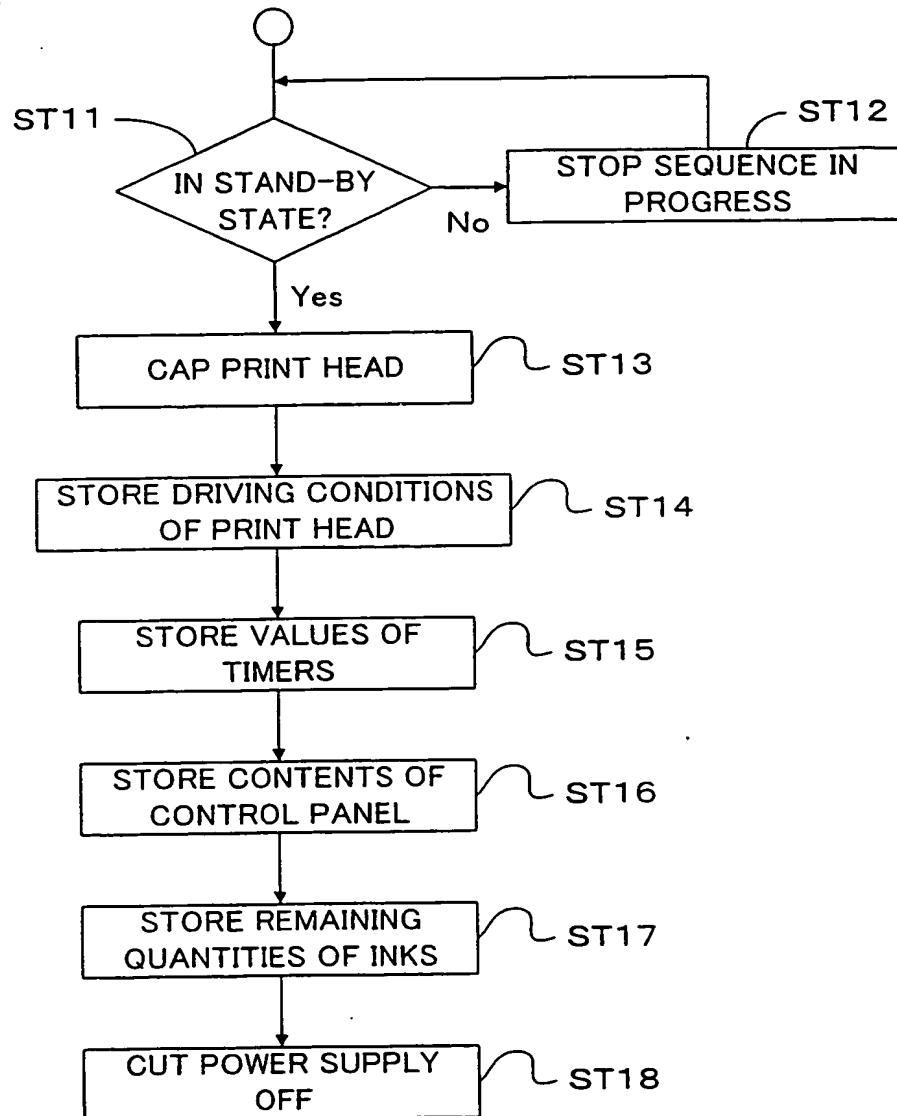 ST11
IN STAND-BY
STATE?
No
ST12
STOP SEQUENCE IN
PROGRESS
Yes
CAP PRINT HEAD
ST13
STORE DRIVING CONDITIONS
OF PRINT HEAD
ST14
STORE VALUES OF
TIMERS
ST15
STORE CONTENTS OF
CONTROL PANEL
ST16
STORE REMAINING
QUANTITIES OF INKS
ST17
CUT POWER SUPPLY
OFF
ST18